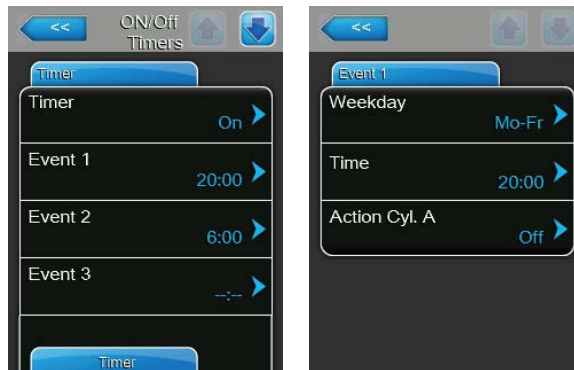 <<
ON/Off
Timers
Timer
Timer
On
Event 1
20:00
Event 2
6:00
Event 3
--:--
Timer
<<
Event 1
Weekday
Mo-Fr
Time
20:00
Action Cyl. A
Off